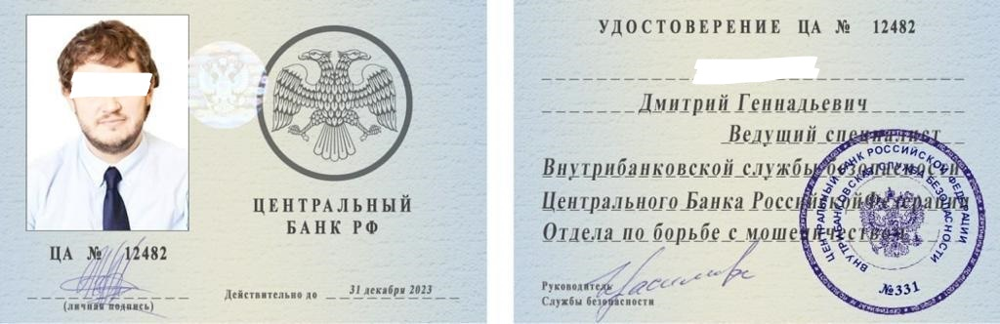 ЦЕНТРАЛЬНЫЙ
БАНК РФ
ЦА № 12482
(личная подпись)
Действительно до 31 декабря 2023
УДОСТОВЕРЕНИЕ ЦА № 12482
Дмитрий Геннадьевич
Ведущий специалист
Внутрибанковской службы безопасности
Центрального Банка Российской Федерации
Отдела по борьбе с мошенничеством
Руководитель
Службы безопасности
ЦЕНТРАЛЬНЫЙ БАНК РОССИЙСКОЙ ФЕДЕРАЦИИ
ВНУТРИБАНКОВСКАЯ СЛУЖБА БЕЗОПАСНОСТИ
№331